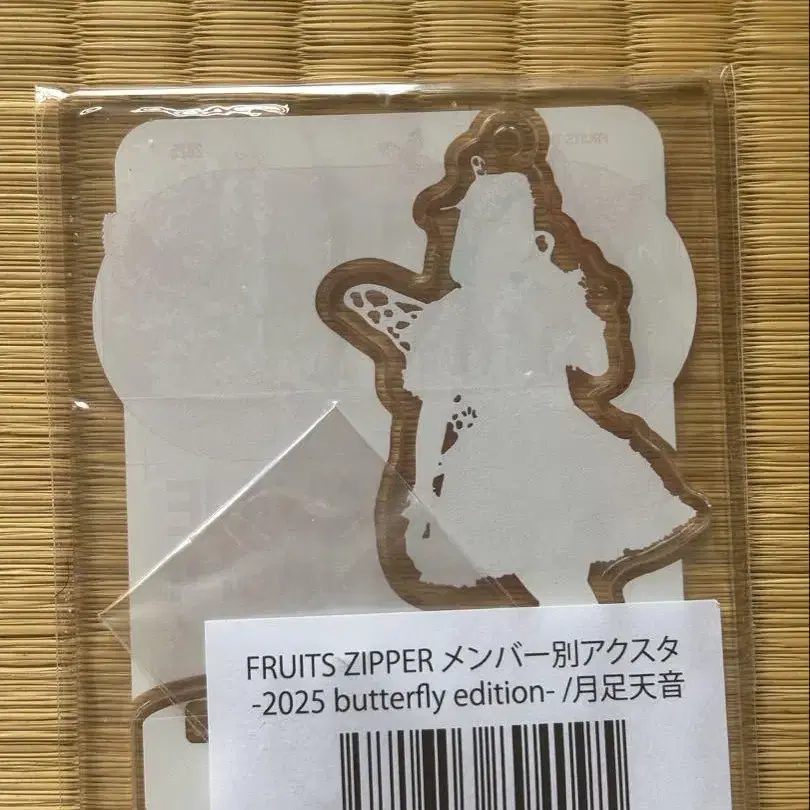 FRUITS ZIPPER メンバー別アクスタ
-2025 butterfly edition- /月足天音